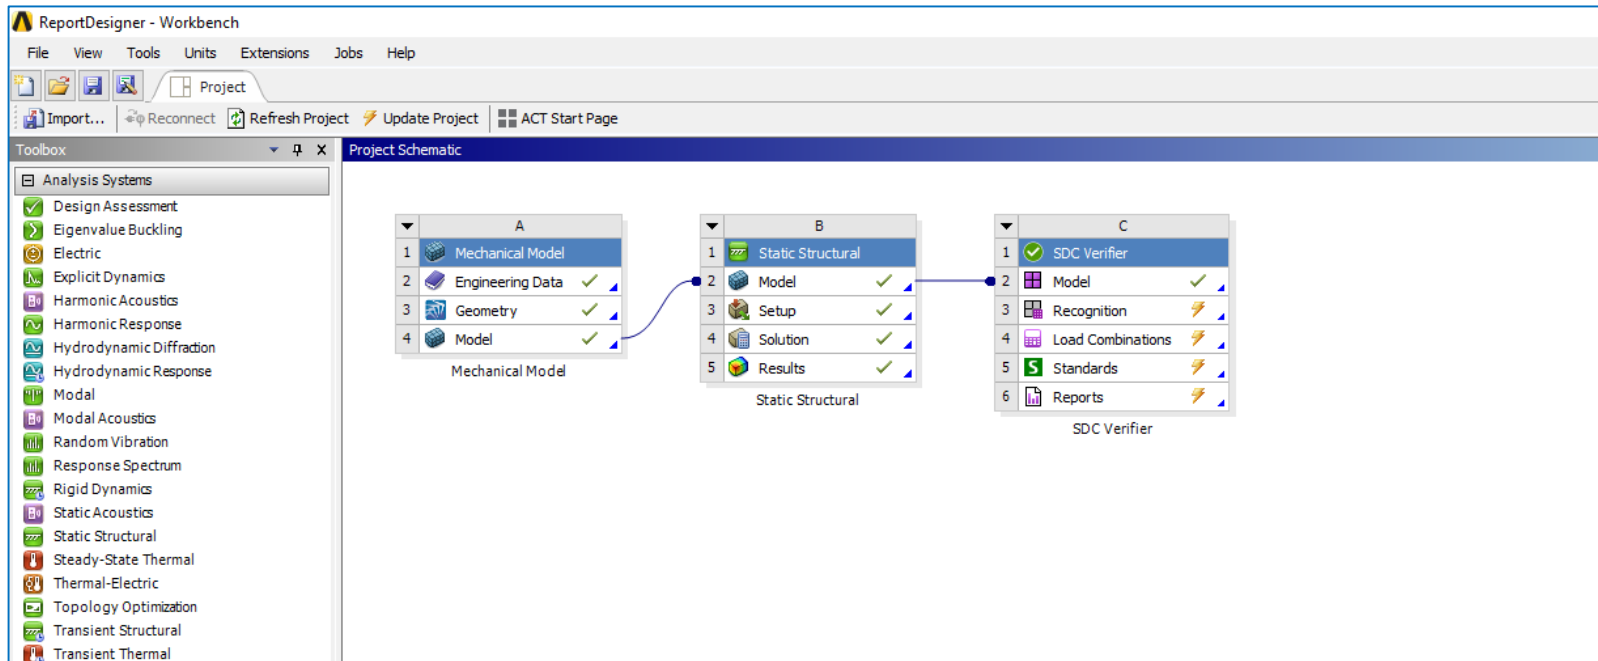 ReportDesigner - Workbench
File View Tools Units Extensions Jobs Help
Project
Import... Reconnect Refresh Project Update Project ACT Start Page
Toolbox
Analysis Systems
Design Assessment
Eigenvalue Buckling
Electric
Explicit Dynamics
Harmonic Acoustics
Harmonic Response
Hydrodynamic Diffraction
Hydrodynamic Response
Modal
Modal Acoustics
Random Vibration
Response Spectrum
Rigid Dynamics
Static Acoustics
Static Structural
Steady-State Thermal
Thermal-Electric
Topology Optimization
Transient Structural
Transient Thermal
Project Schematic
A
1 Mechanical Model
2 Engineering Data
3 Geometry
4 Model
Mechanical Model
B
1 Static Structural
2 Model
3 Setup
4 Solution
5 Results
Static Structural
C
1 SDC Verifier
2 Model
3 Recognition
4 Load Combinations
5 Standards
6 Reports
SDC Verifier